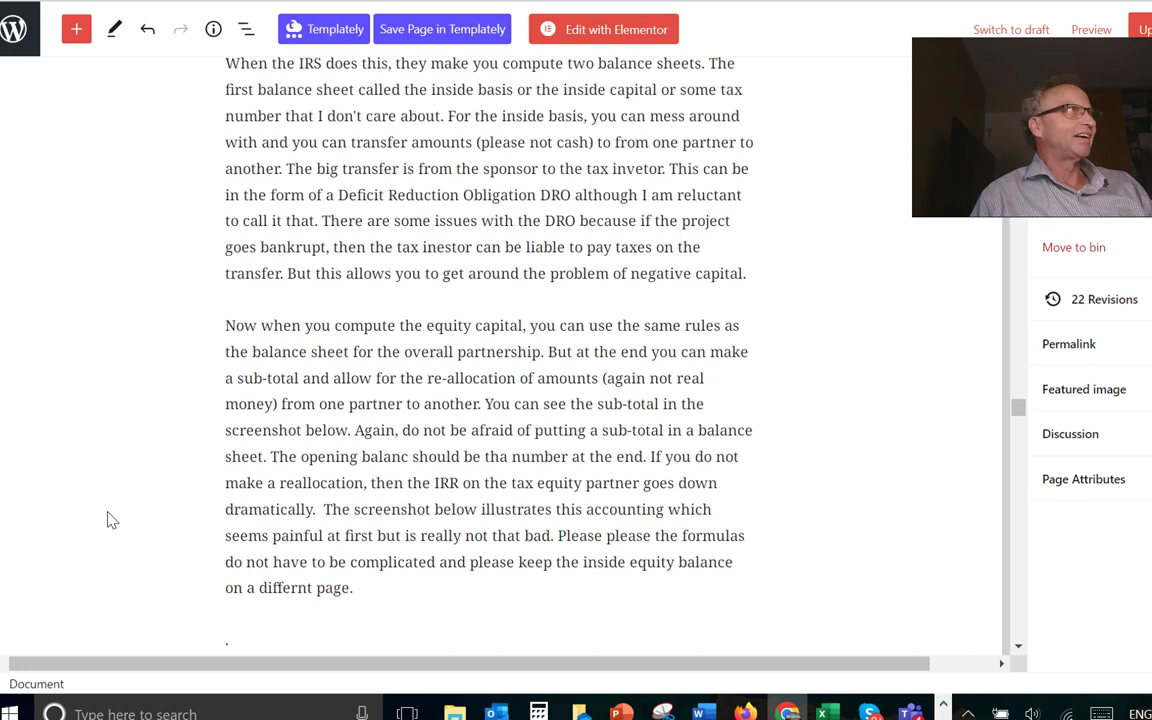 Templately
Save Page in Templately
Edit with Elementor
Switch to draft
Preview
Up
When the IRS does this, they make you compute two balance sheets. The
first balance sheet called the inside basis or the inside capital or some tax
number that I don't care about. For the inside basis, you can mess around
with and you can transfer amounts (please not cash) to from one partner to
another. The big transfer is from the sponsor to the tax invetor. This can be
in the form of a Deficit Reduction Obligation DRO although I am reluctant
to call it that. There are some issues with the DRO because if the project
goes bankrupt, then the tax inestor can be liable to pay taxes on the
transfer. But this allows you to get around the problem of negative capital.
Now when you compute the equity capital, you can use the same rules as
the balance sheet for the overall partnership. But at the end you can make
a sub-total and allow for the re-allocation of amounts (again not real
money) from one partner to another. You can see the sub-total in the
screenshot below. Again, do not be afraid of putting a sub-total in a balance
sheet. The opening balanc should be tha number at the end. If you do not
make a reallocation, then the IRR on the tax equity partner goes down
dramatically.  The screenshot below illustrates this accounting which
seems painful at first but is really not that bad. Please please the formulas
do not have to be complicated and please keep the inside equity balance
on a differnt page.
.
Move to bin
22 Revisions
Permalink
Featured image
Discussion
Page Attributes
Document
Type here to search
ENG